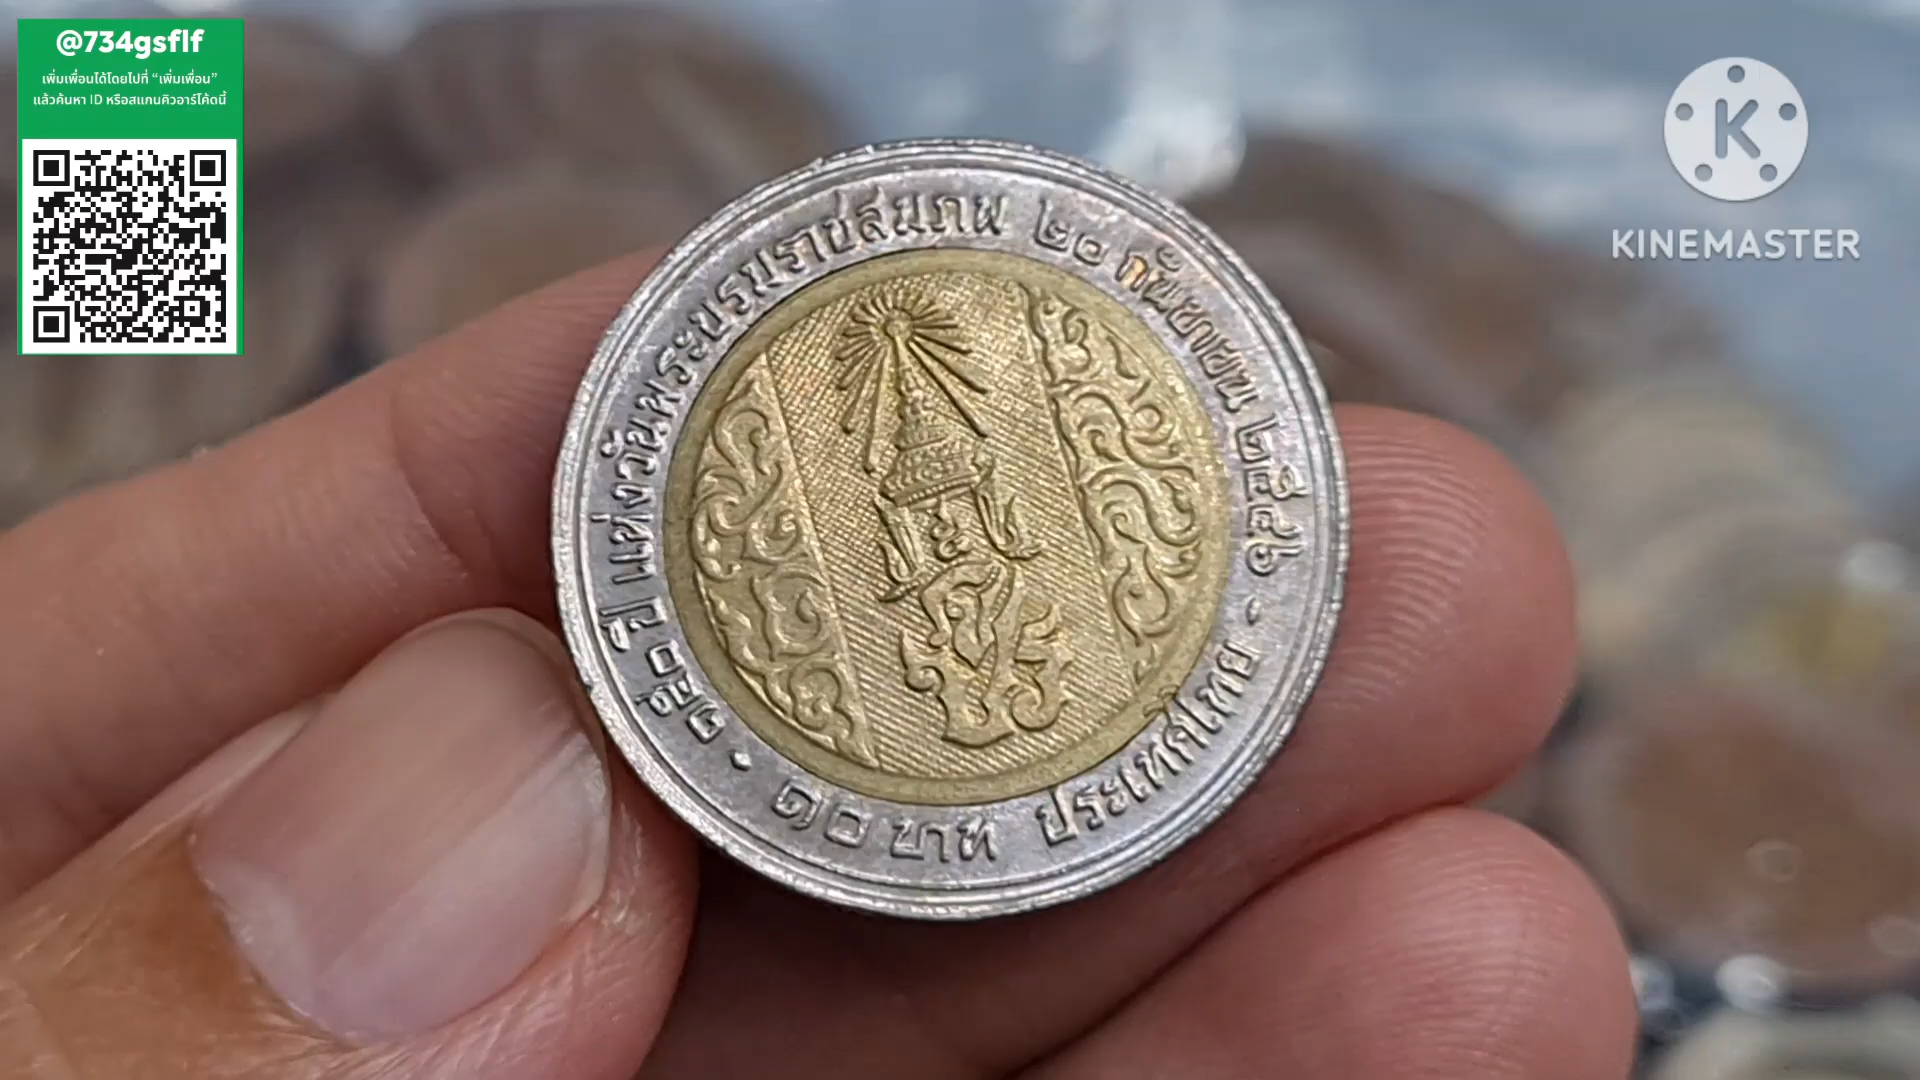 @734gsflf
เพิ่มเพื่อนได้โดยไปที่ “เพิ่มเพื่อน”
แล้วค้นหา ID หรือสแกนคิวอาร์โค้ดนี้
K
KINEMASTER
๑๕๐ ปี แห่งวันพระบรมราชสมภพ ๒๐ กันยายน ๒๕๔๖
๑๐ บาท ประเทศไทย